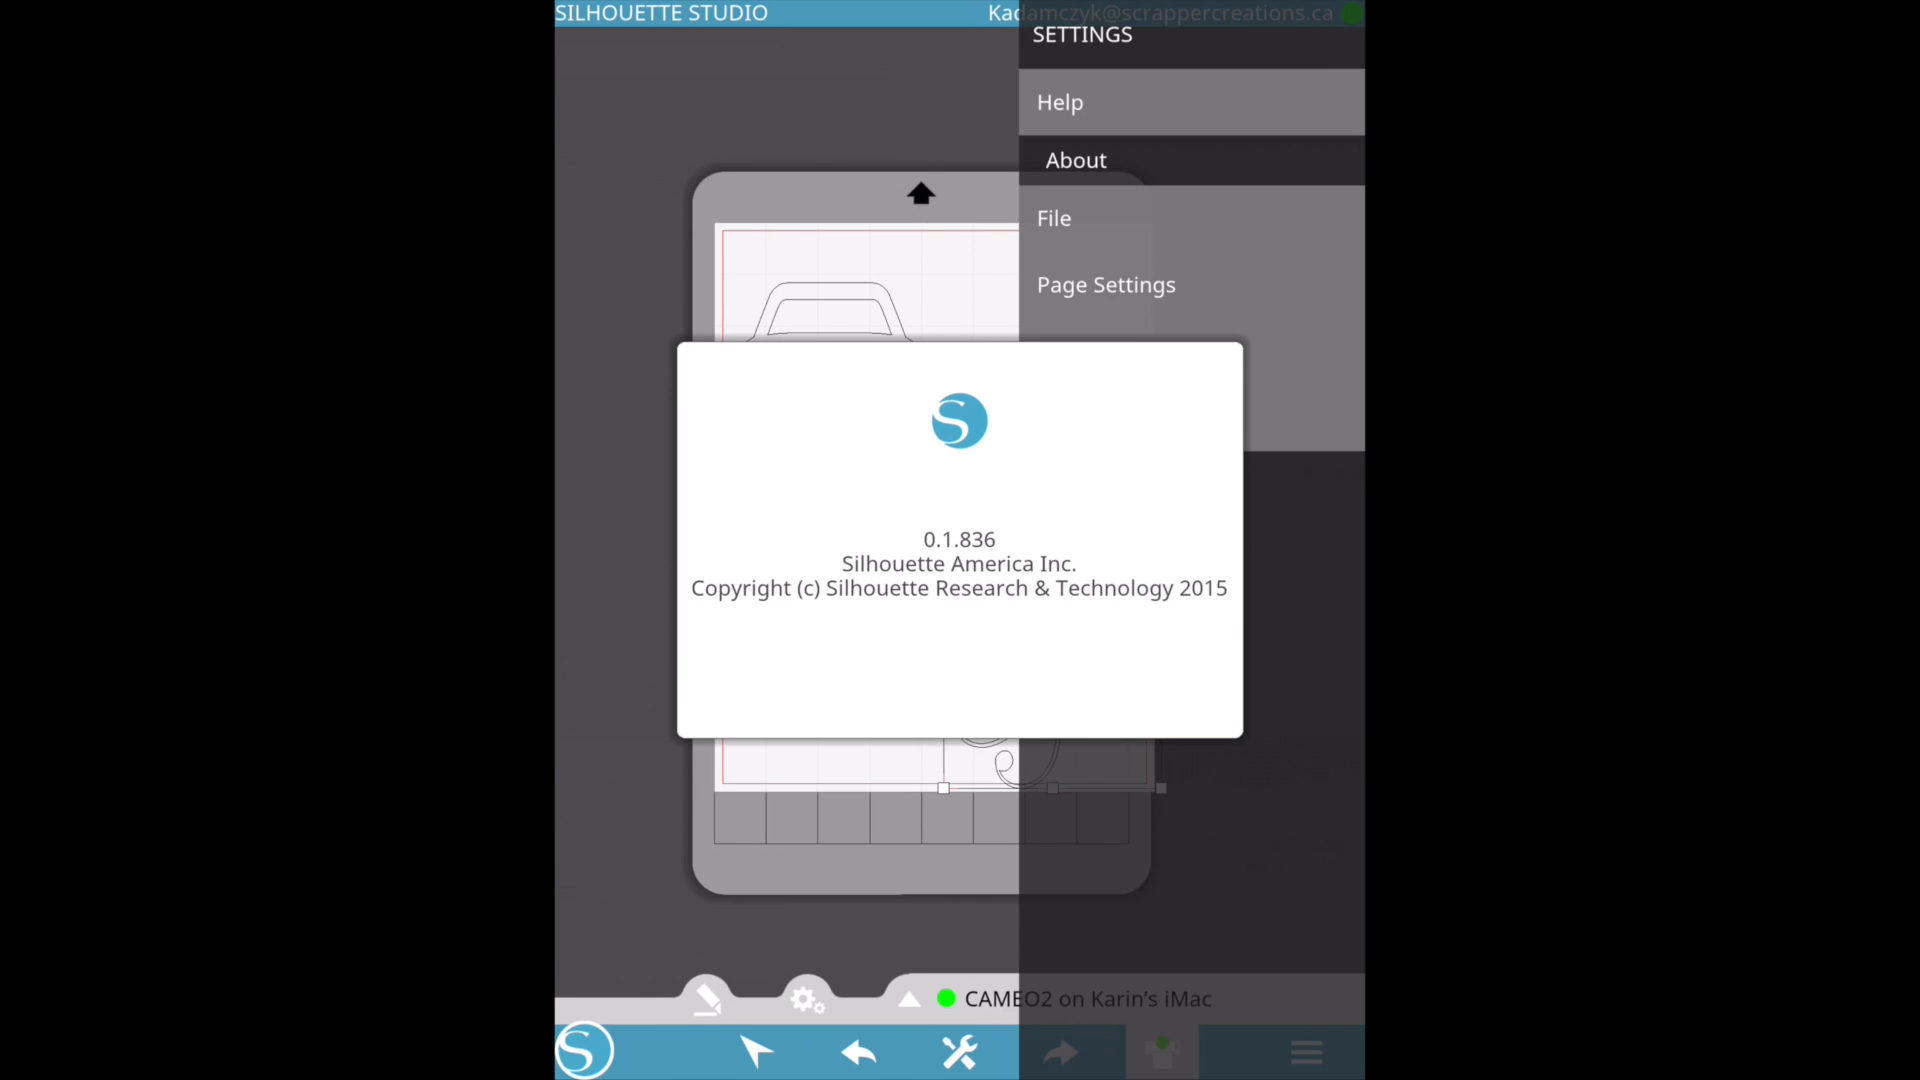 SILHOUETTE STUDIO
Kadamczyk@scrappercreations.ca
SETTINGS
Help
About
File
Page Settings
0.1.836
Silhouette America Inc.
Copyright (c) Silhouette Research & Technology 2015
CAMEO2 on Karin's iMac